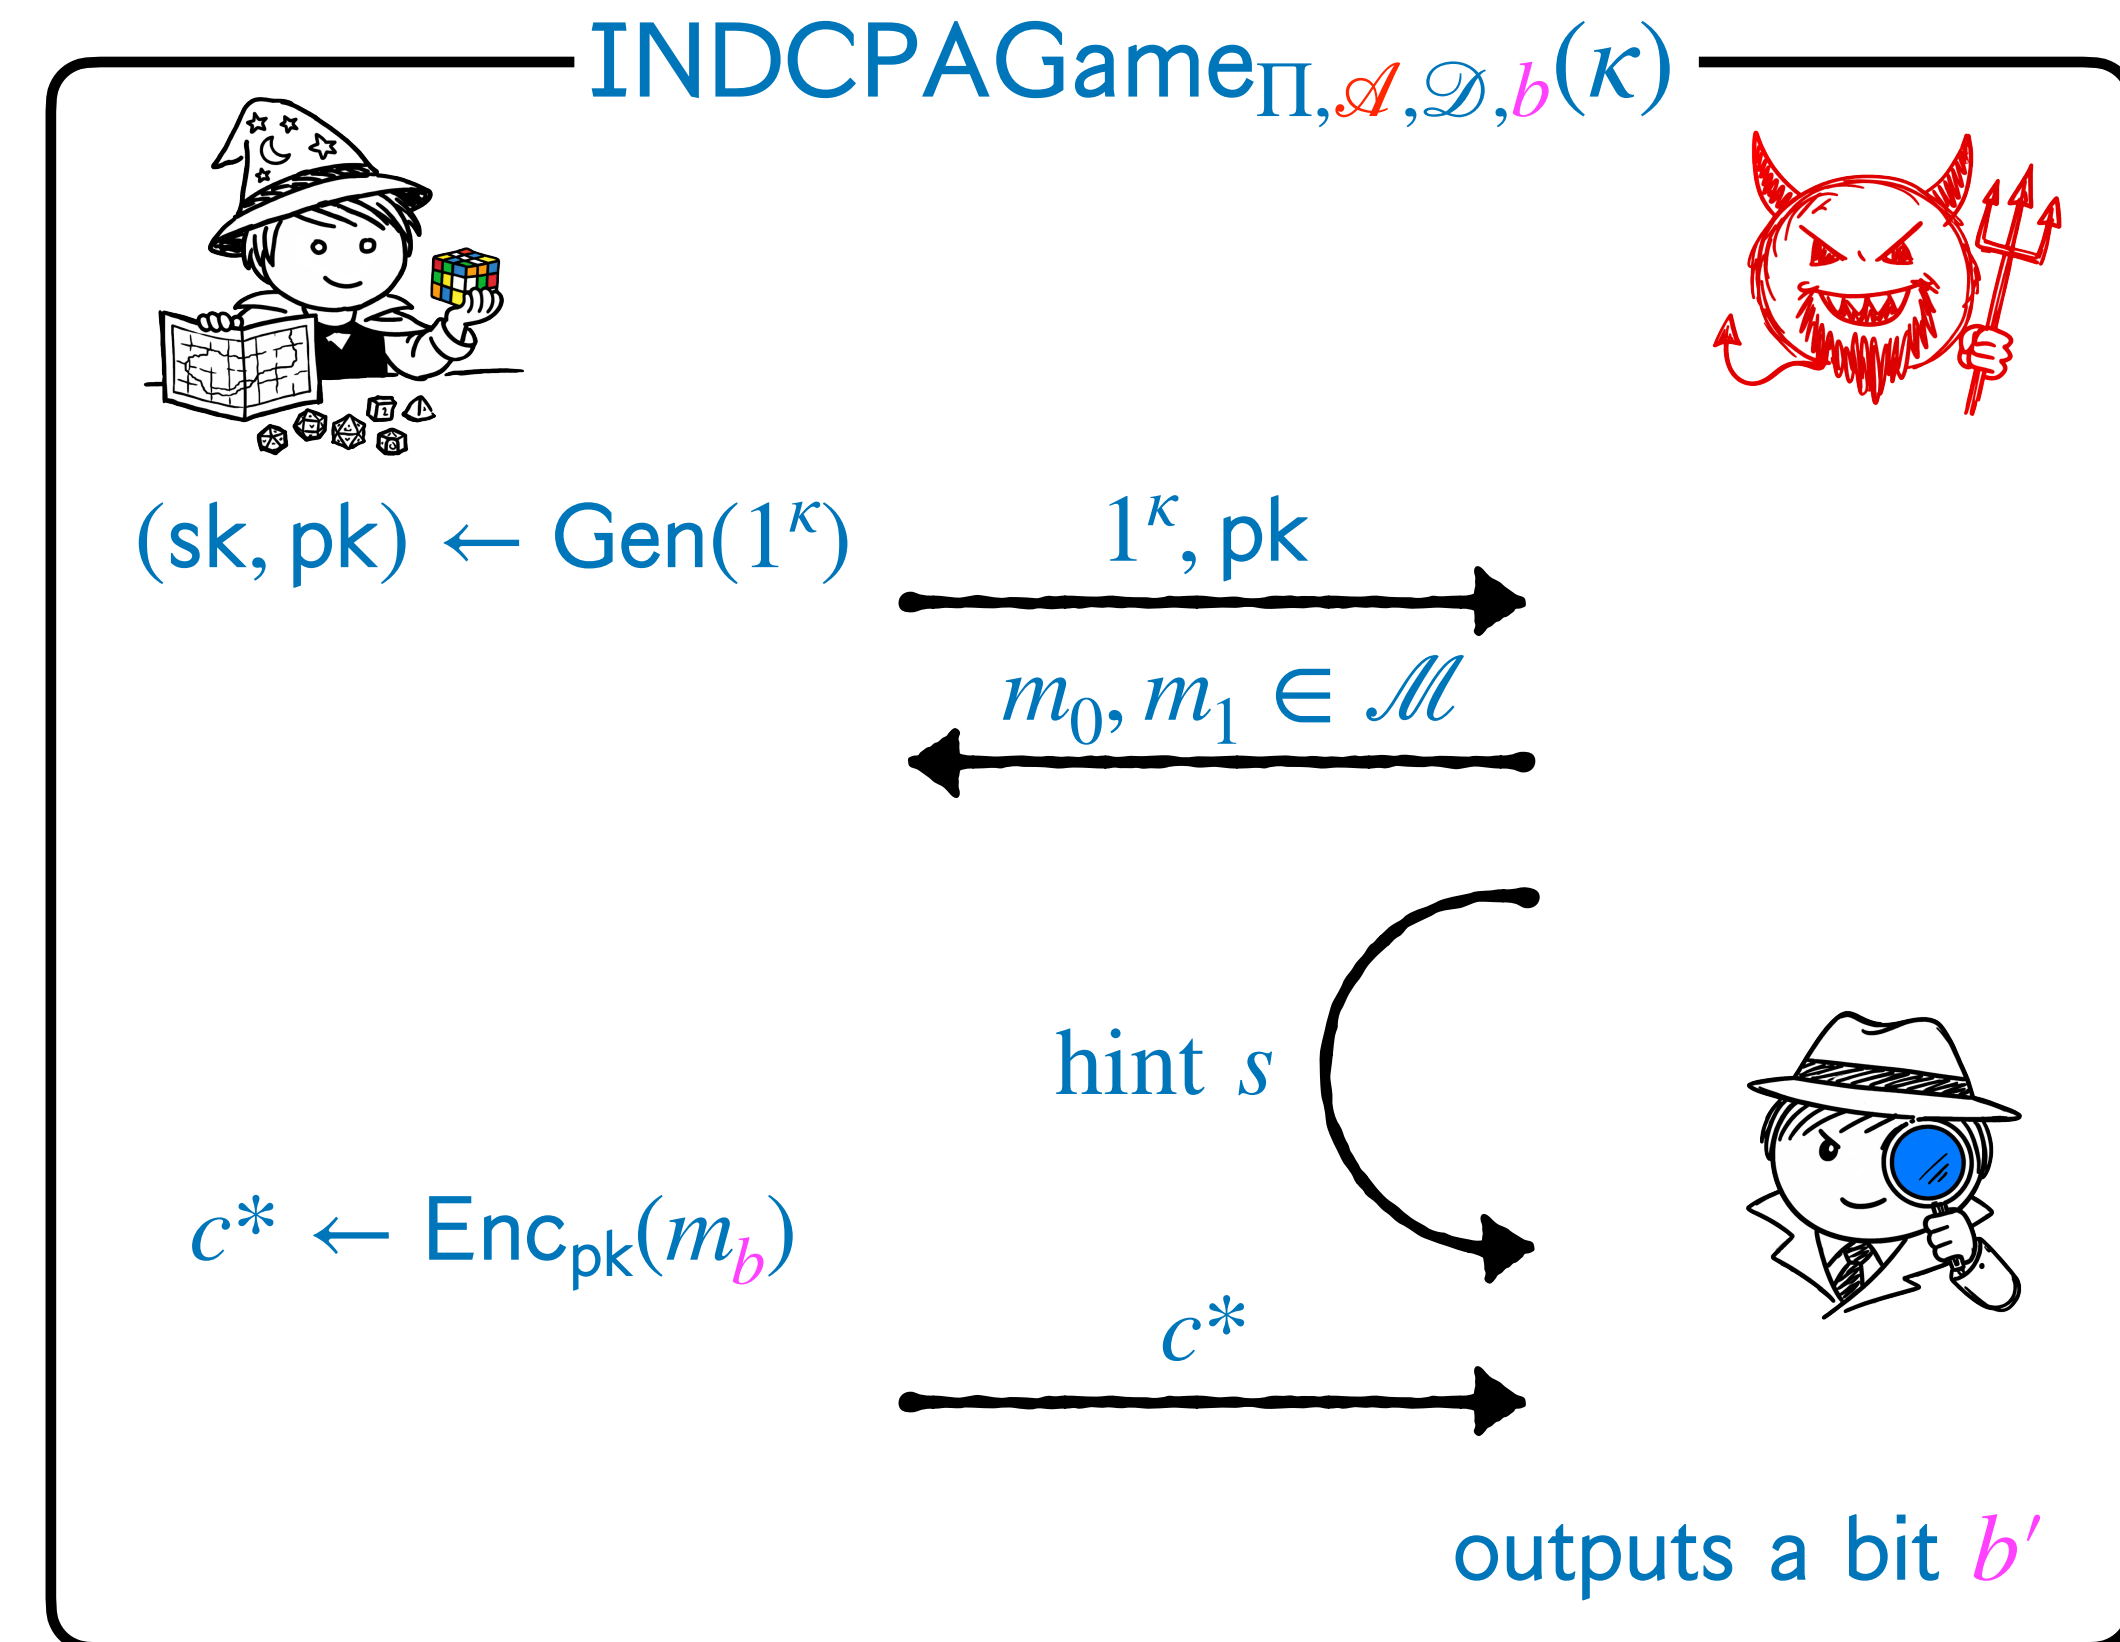 INDCPAGame_{Π,𝒜,𝒟,b}(κ)
(sk, pk) ← Gen(1^κ)
1^κ, pk
m_0, m_1 ∈ ℳ
hint s
c* ← Enc_pk(m_b)
c*
outputs a bit b′